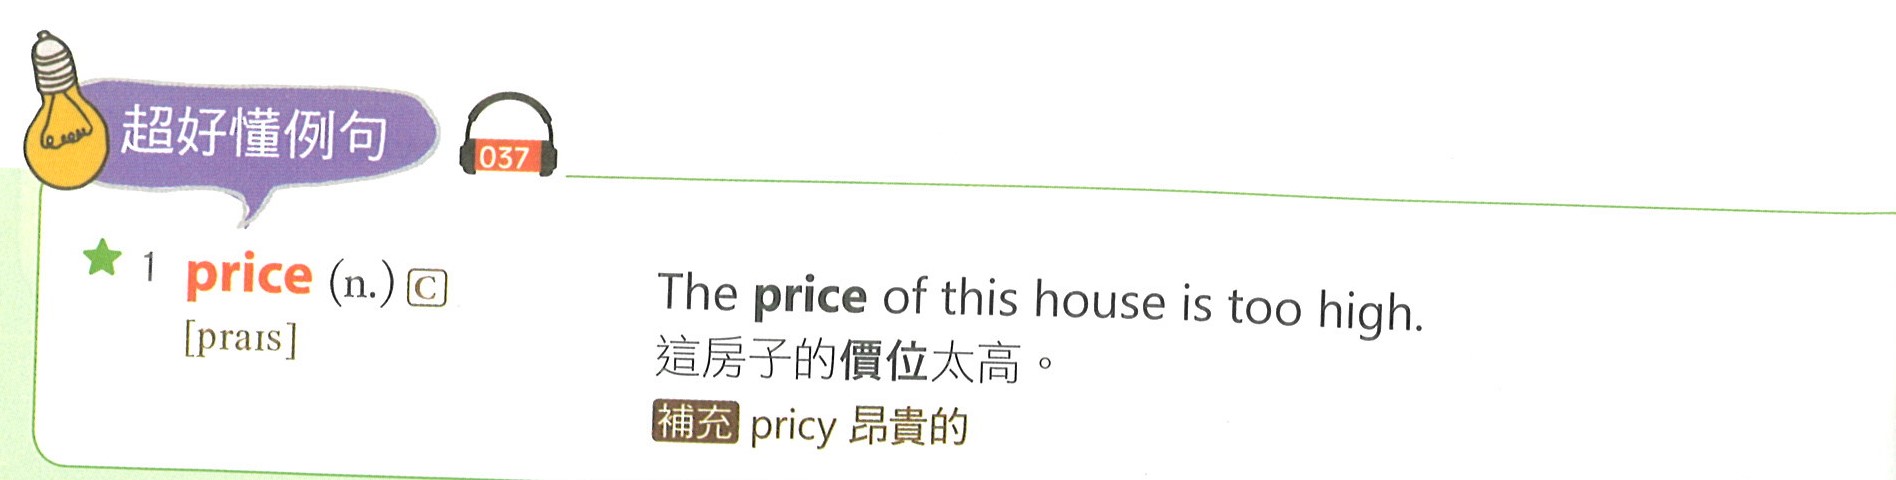 超好懂例句
037
1 price (n.) C
[praɪs]
The price of this house is too high.
這房子的價位太高。
補充 pricy 昂貴的